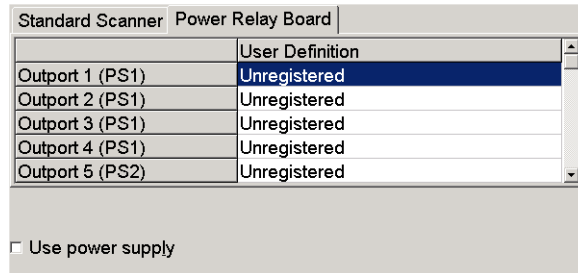 Standard Scanner Power Relay Board
User Definition
Outport 1 (PS1) Unregistered
Outport 2 (PS1) Unregistered
Outport 3 (PS1) Unregistered
Outport 4 (PS1) Unregistered
Outport 5 (PS2) Unregistered
Use power supply